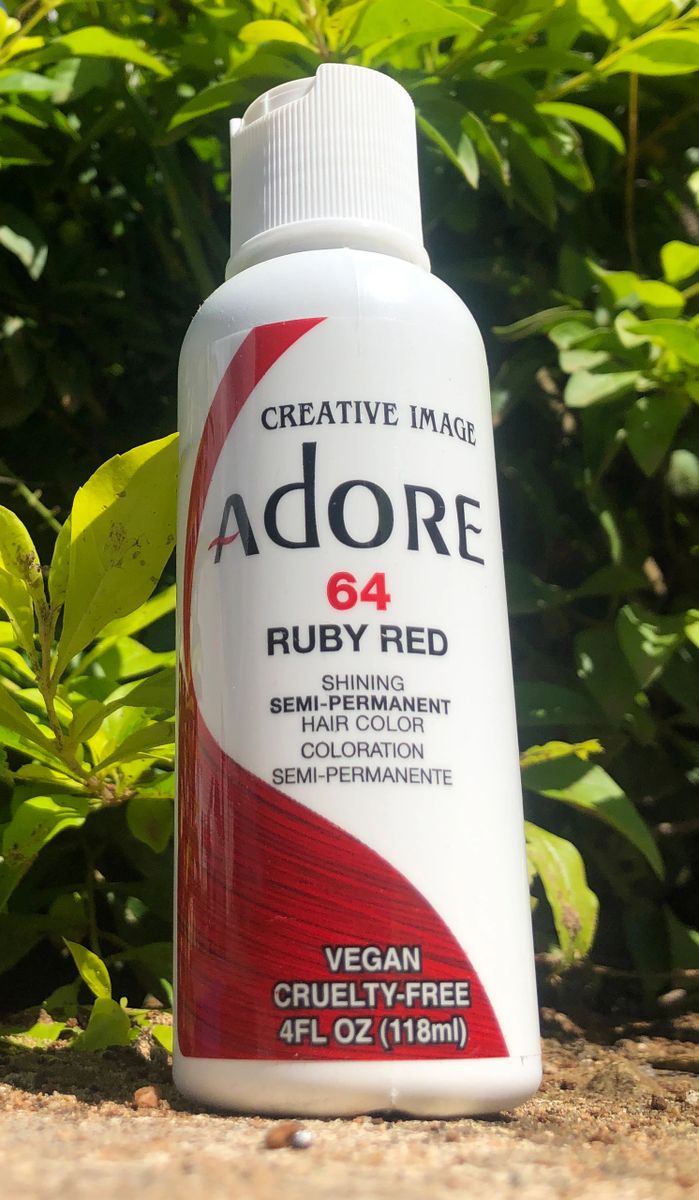 CREATIVE IMAGE
AdORE
64
RUBY RED
SHINING
SEMI-PERMANENT
HAIR COLOR
COLORATION
SEMI-PERMANENTE
VEGAN
CRUELTY-FREE
4FL OZ (118ml)